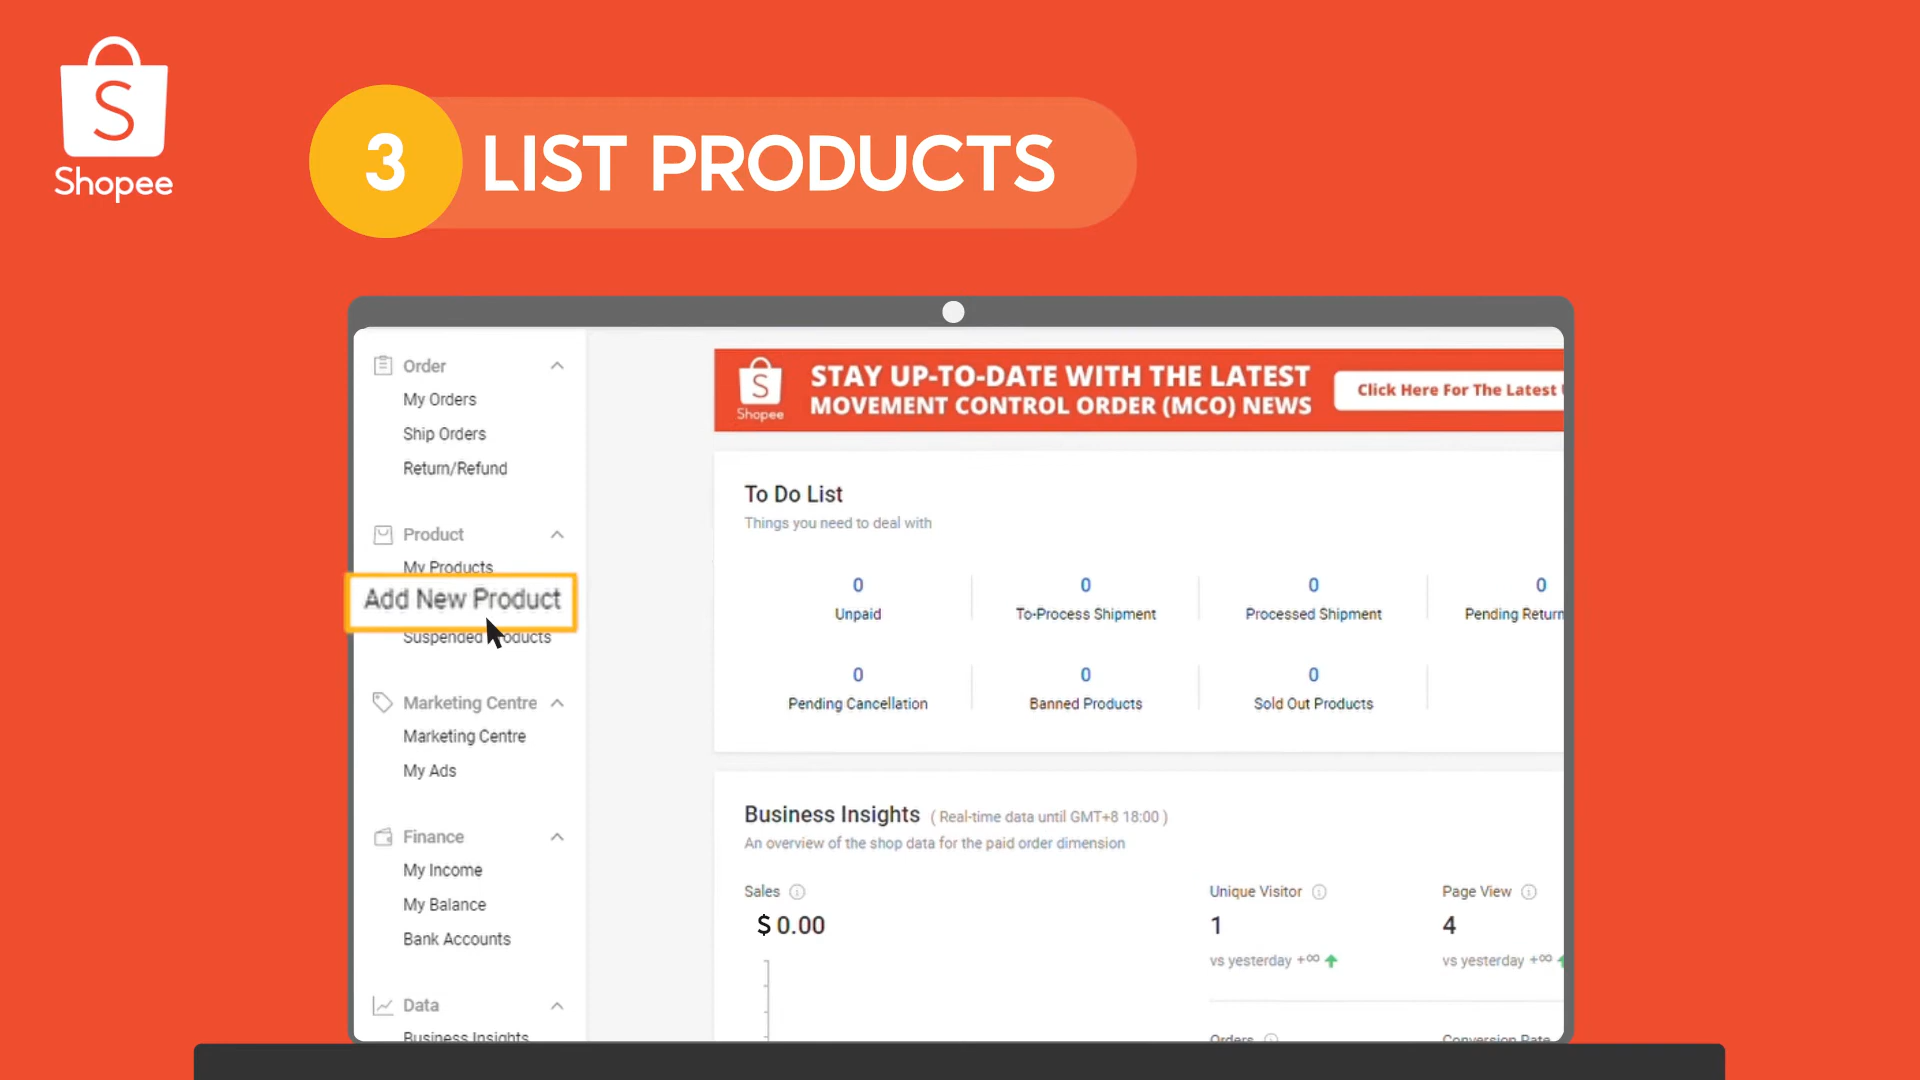 Shopee
3 LIST PRODUCTS
Order
My Orders
Ship Orders
Return/Refund
Product
My Products
Add New Product
Suspended Products
Marketing Centre
Marketing Centre
My Ads
Finance
My Income
My Balance
Bank Accounts
Data
Business Insights
Shopee
STAY UP-TO-DATE WITH THE LATEST
MOVEMENT CONTROL ORDER (MCO) NEWS
Click Here For The Latest
To Do List
Things you need to deal with
0 0 0 0
Unpaid To-Process Shipment Processed Shipment Pending Return
0 0 0
Pending Cancellation Banned Products Sold Out Products
Business Insights ( Real-time data until GMT+8 18:00 )
An overview of the shop data for the paid order dimension
Sales Unique Visitor Page View
$ 0.00 1 4
vs yesterday +∞ vs yesterday +∞
Orders Conversion Rate